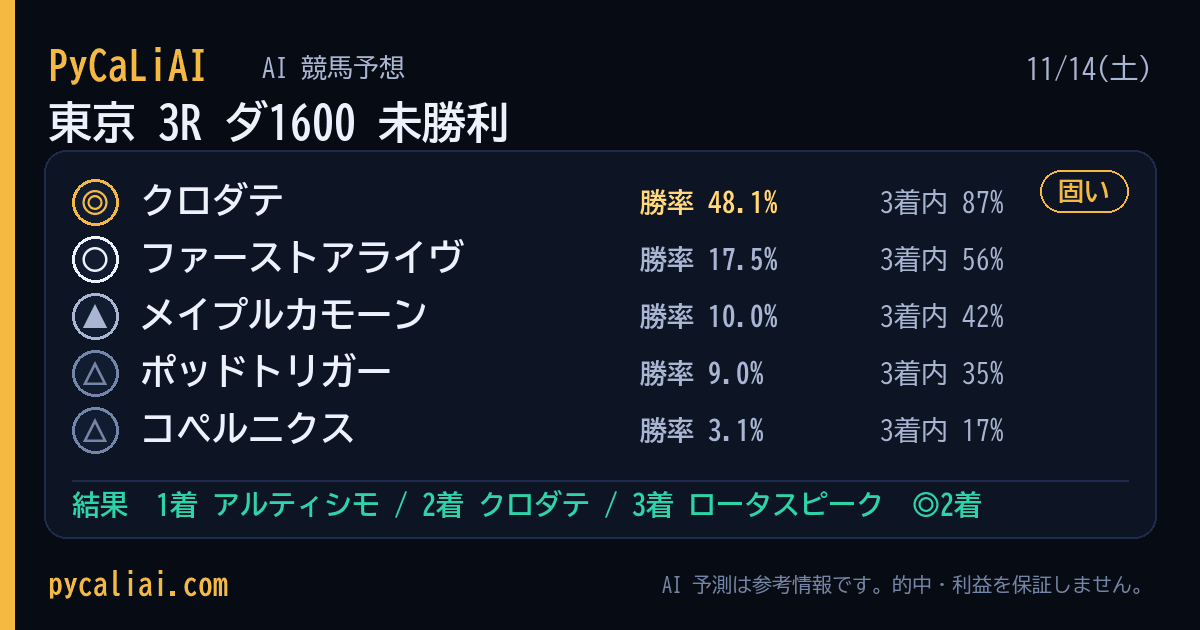 PyCaLiAI AI 競馬予想 11/14(土)
東京 3R ダ1600 未勝利
◎ クロダテ 勝率 48.1% 3着内 87% 固い
○ ファーストアライヴ 勝率 17.5% 3着内 56%
▲ メイプルカモーン 勝率 10.0% 3着内 42%
△ ポッドトリガー 勝率 9.0% 3着内 35%
△ コペルニクス 勝率 3.1% 3着内 17%
結果 1着 アルティシモ / 2着 クロダテ / 3着 ロータスピーク ◎2着
pycaliai.com AI 予測は参考情報です。的中・利益を保証しません。